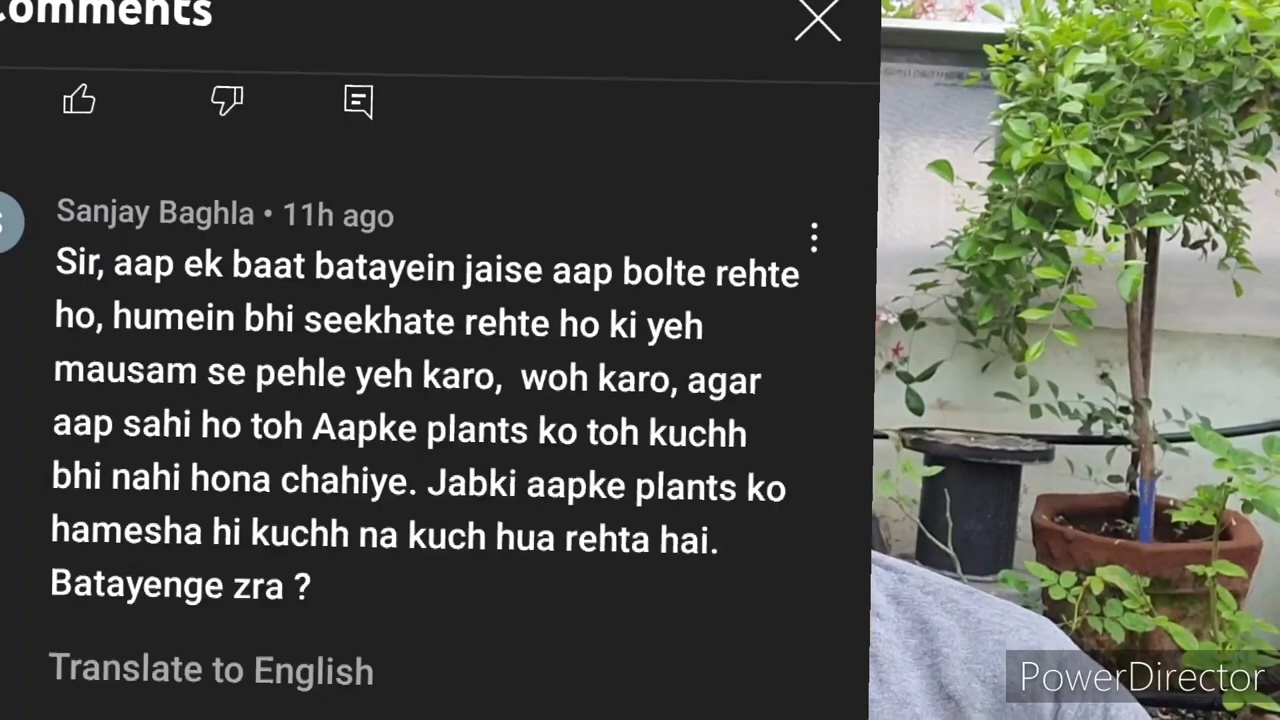 Comments
Sanjay Baghla • 11h ago
Sir, aap ek baat batayein jaise aap bolte rehte
ho, humein bhi seekhate rehte ho ki yeh
mausam se pehle yeh karo,  woh karo, agar
aap sahi ho toh Aapke plants ko toh kuchh
bhi nahi hona chahiye. Jabki aapke plants ko
hamesha hi kuchh na kuch hua rehta hai.
Batayenge zra ?
Translate to English
PowerDirector